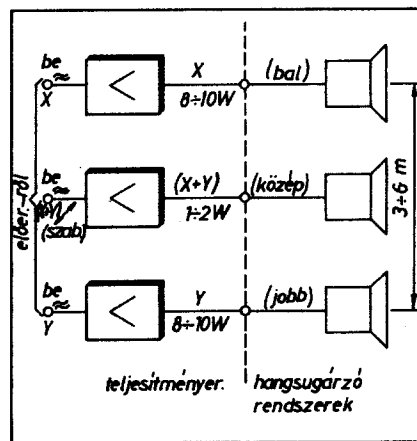 be
X
X
8÷10W
(bal)
előer.-ről
be
(X+Y)
(szab)
(X+Y)
1÷2W
(közép)
3÷6 m
be
Y
Y
8÷10W
(jobb)
teljesítményer.
hangsugárzó
rendszerek